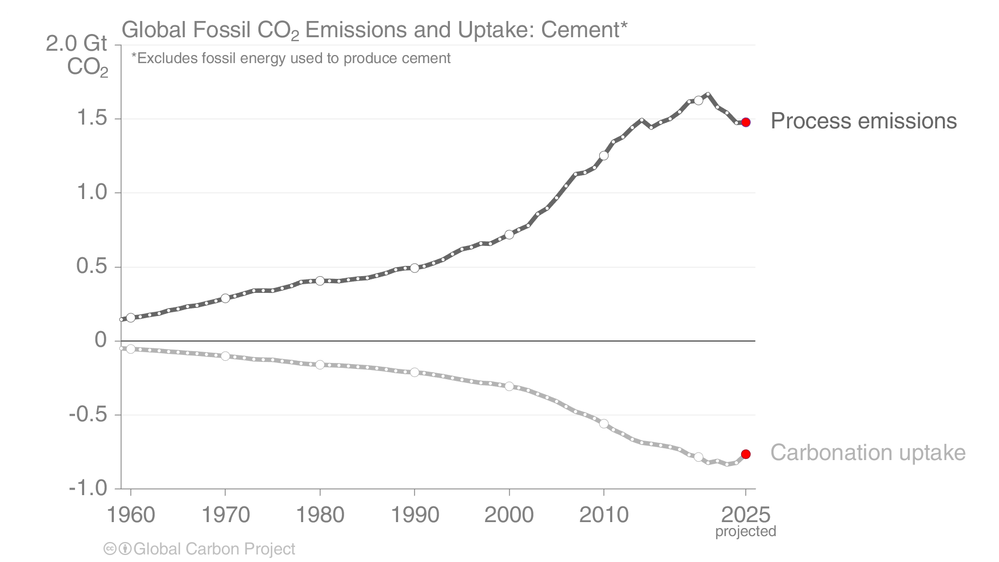 Global Fossil CO₂ Emissions and Uptake: Cement*
2.0 Gt
CO₂
*Excludes fossil energy used to produce cement
1.5
Process emissions
1.0
0.5
0
-0.5
Carbonation uptake
-1.0
1960 1970 1980 1990 2000 2010 2025
projected
cc Global Carbon Project